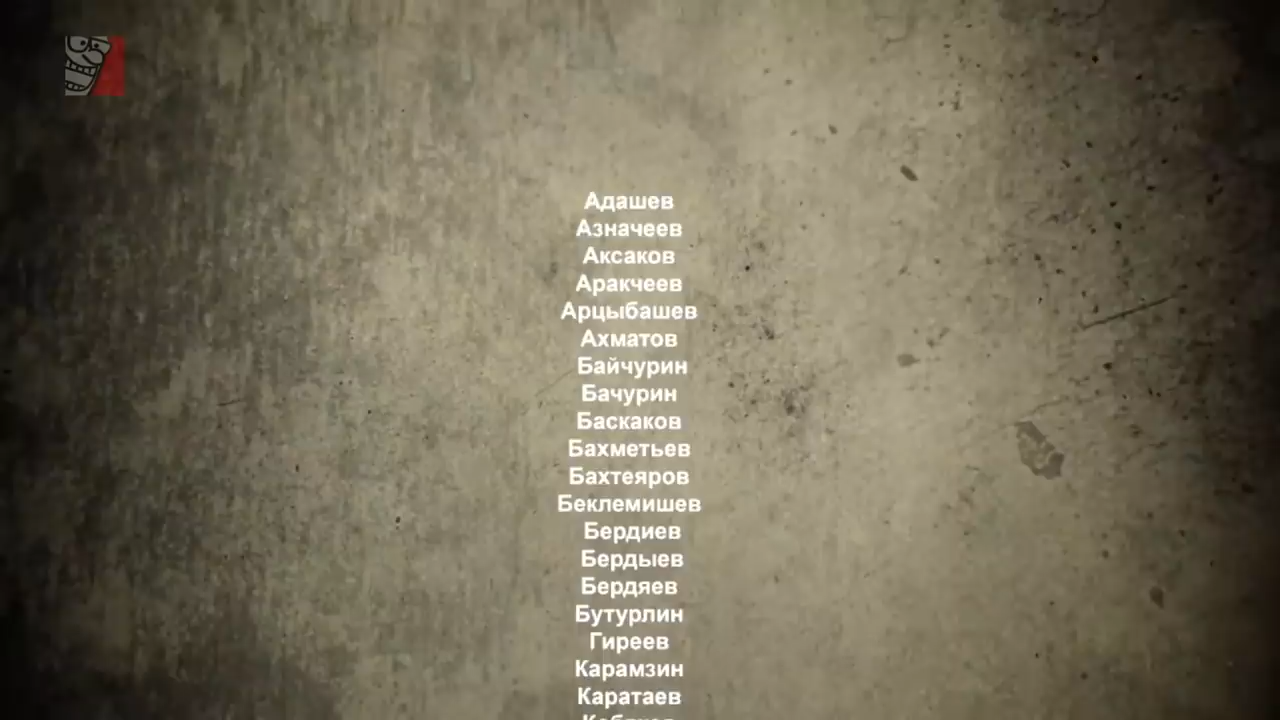 Адашев
Азначеев
Аксаков
Аракчеев
Арцыбашев
Ахматов
Байчурин
Бачурин
Баскаков
Бахметьев
Бахтеяров
Беклемишев
Бердиев
Бердыев
Бердяев
Бутурлин
Гиреев
Карамзин
Каратаев